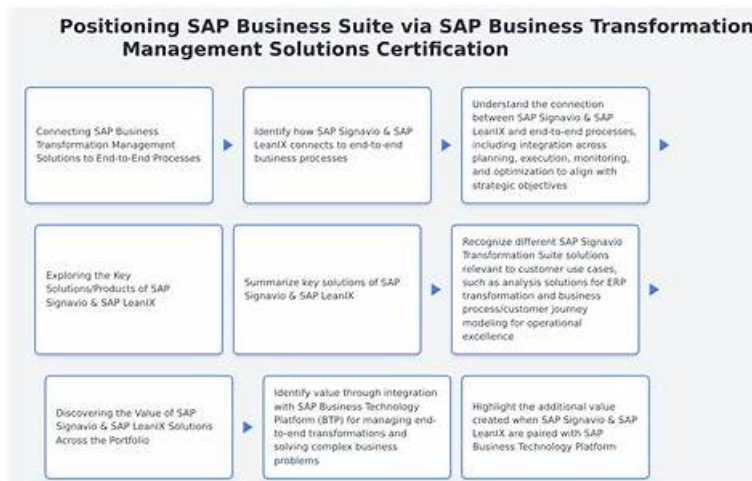 Positioning SAP Business Suite via SAP Business Transformation
Management Solutions Certification
Connecting SAP Business
Transformation Management
Solutions to End-to-End Processes
Identify how SAP Signavio & SAP
LeanIX connects to end-to-end
business processes
Understand the connection
between SAP Signavio & SAP
LeanIX and end-to-end processes,
including integration across
planning, execution, monitoring,
and optimization to align with
strategic objectives
Exploring the Key
Solutions/Products of SAP
Signavio & SAP LeanIX
Summarize key solutions of SAP
Signavio & SAP LeanIX
Recognize different SAP Signavio
Transformation Suite solutions
relevant to customer use cases,
such as analysis solutions for ERP
transformation and business
process/customer journey
modeling for operational
excellence
Discovering the Value of SAP
Signavio & SAP LeanIX Solutions
Across the Portfolio
Identify value through integration
with SAP Business Technology
Platform (BTP) for managing end-
to-end transformations and
solving complex business
problems
Highlight the additional value
created when SAP Signavio & SAP
LeanIX are paired with SAP
Business Technology Platform